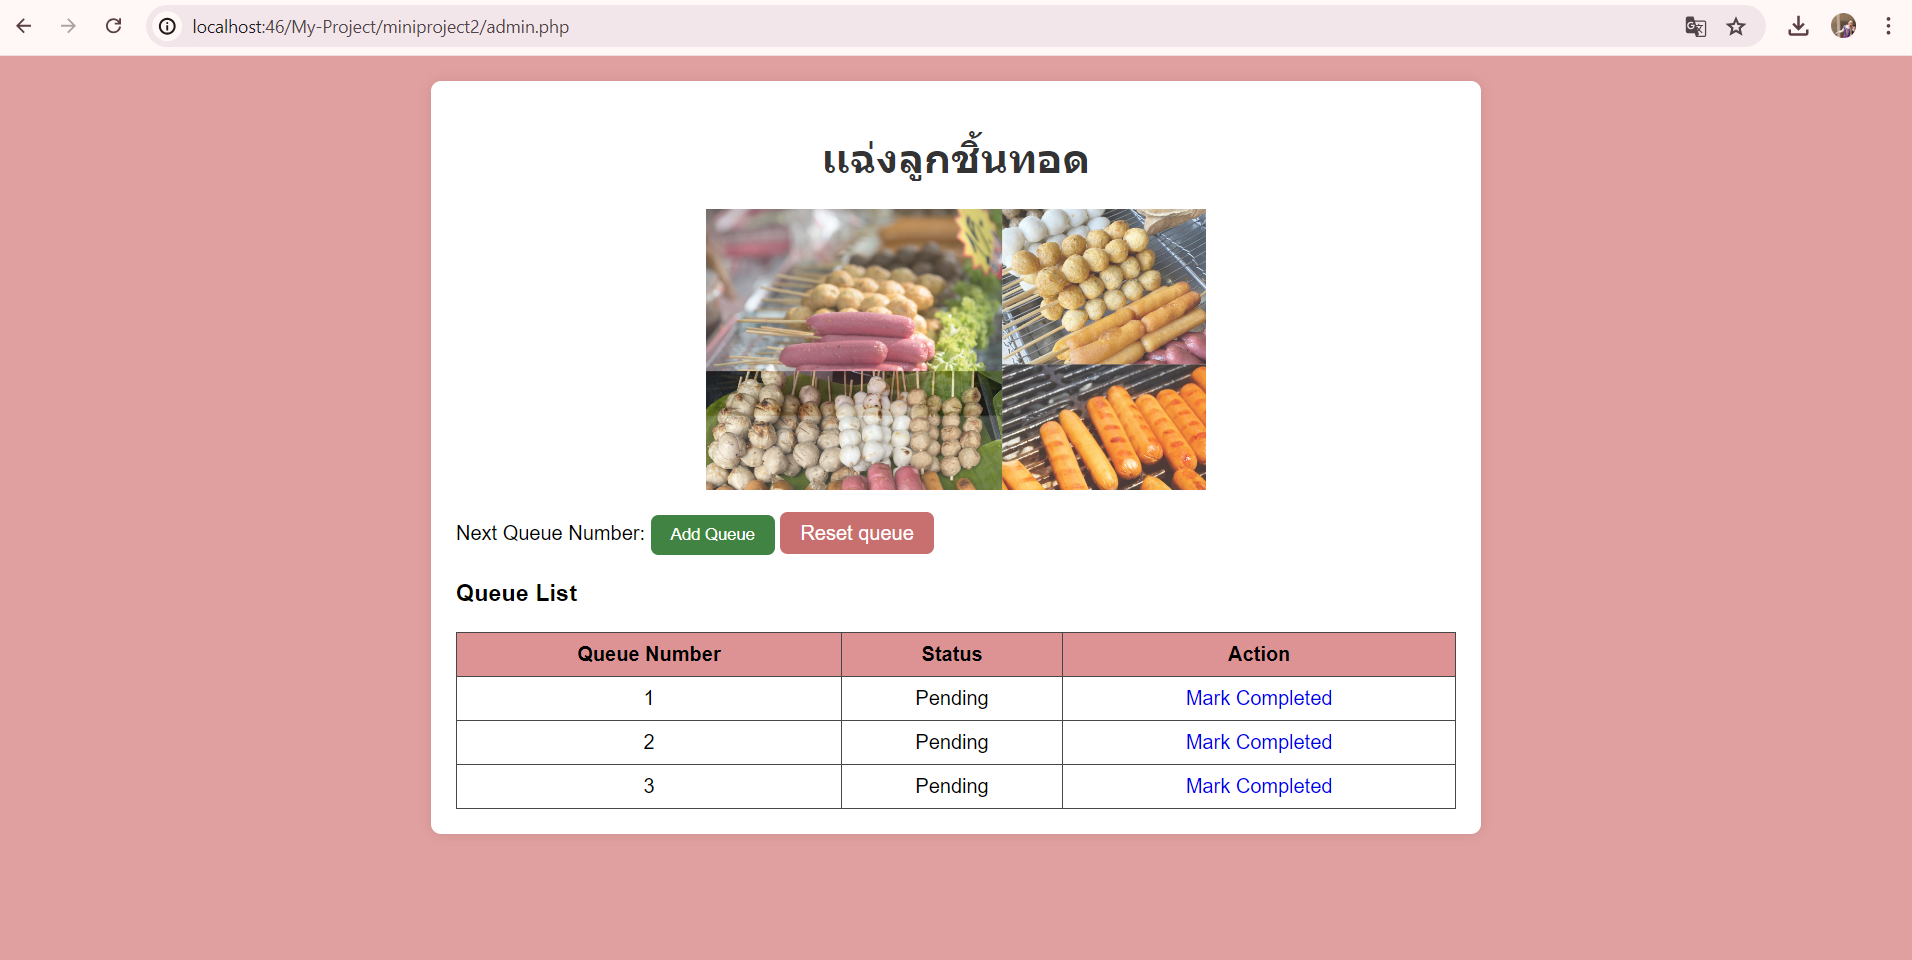 localhost:46/My-Project/miniproject2/admin.php
แฉ่งลูกชิ้นทอด
Next Queue Number: Add Queue Reset queue
Queue List
Queue Number Status Action
1 Pending Mark Completed
2 Pending Mark Completed
3 Pending Mark Completed